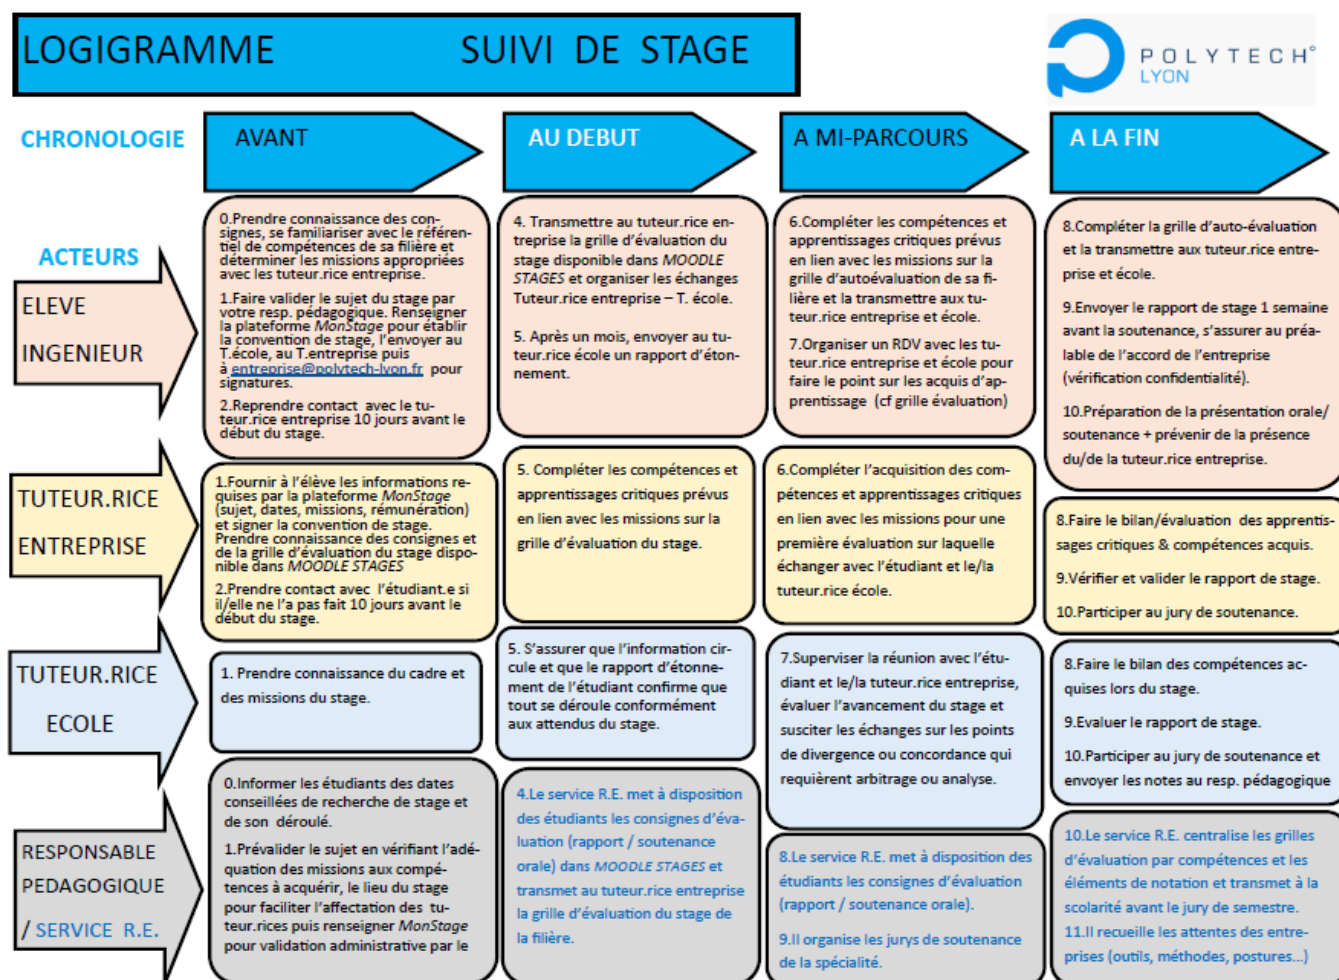 LOGIGRAMME SUIVI DE STAGE
POLYTECH°
LYON
CHRONOLOGIE
AVANT
AU DEBUT
A MI-PARCOURS
A LA FIN
ACTEURS
ELEVE
INGENIEUR
0.Prendre connaissance des con-
signes, se familiariser avec le référen-
tiel de compétences de sa filière et
déterminer les missions appropriées
avec les tuteur.rice entreprise.
1.Faire valider le sujet du stage par
votre resp. pédagogique. Renseigner
la plateforme MonStage pour établir
la convention de stage, l'envoyer au
T.école, au T.entreprise puis
à entreprise@polytech-lyon.fr pour
signatures.
2.Reprendre contact avec le tu-
teur.rice entreprise 10 jours avant le
début du stage.
4. Transmettre au tuteur.rice en-
treprise la grille d'évaluation du
stage disponible dans MOODLE
STAGES et organiser les échanges
Tuteur.rice entreprise – T. école.
5. Après un mois, envoyer au tu-
teur.rice école un rapport d'éton-
nement.
6.Compléter les compétences et
apprentissages critiques prévus
en lien avec les missions sur la
grille d'autoévaluation de sa fi-
lière et la transmettre aux tu-
teur.rice entreprise et école.
7.Organiser un RDV avec les tu-
teur.rice entreprise et école pour
faire le point sur les acquis d'ap-
prentissage (cf grille évaluation)
8.Compléter la grille d'auto-évaluation
et la transmettre aux tuteur.rice entre-
prise et école.
9.Envoyer le rapport de stage 1 semaine
avant la soutenance, s'assurer au préa-
lable de l'accord de l'entreprise
(vérification confidentialité).
10.Préparation de la présentation orale/
soutenance + prévenir de la présence
du/de la tuteur.rice entreprise.
TUTEUR.RICE
ENTREPRISE
1.Fournir à l'élève les informations re-
quises par la plateforme MonStage
(sujet, dates, missions, rémunération)
et signer la convention de stage.
Prendre connaissance des consignes et
de la grille d'évaluation du stage dispo-
nible dans MOODLE STAGES
2.Prendre contact avec l'étudiant.e si
il/elle ne l'a pas fait 10 jours avant le
début du stage.
5. Compléter les compétences et
apprentissages critiques prévus
en lien avec les missions sur la
grille d'évaluation du stage.
6.Compléter l'acquisition des com-
pétences et apprentissages critiques
en lien avec les missions pour une
première évaluation sur laquelle
échanger avec l'étudiant et le/la
tuteur.rice école.
8.Faire le bilan/évaluation des apprentis-
sages critiques & compétences acquis.
9.Vérifier et valider le rapport de stage.
10.Participer au jury de soutenance.
TUTEUR.RICE
ECOLE
1. Prendre connaissance du cadre et
des missions du stage.
5. S'assurer que l'information cir-
cule et que le rapport d'étonne-
ment de l'étudiant confirme que
tout se déroule conformément
aux attendus du stage.
7.Superviser la réunion avec l'étu-
diant et le/la tuteur.rice entreprise,
évaluer l'avancement du stage et
susciter les échanges sur les points
de divergence ou concordance qui
requièrent arbitrage ou analyse.
8.Faire le bilan des compétences ac-
quises lors du stage.
9.Evaluer le rapport de stage.
10.Participer au jury de soutenance et
envoyer les notes au resp. pédagogique
RESPONSABLE
PEDAGOGIQUE
/ SERVICE R.E.
0.Informer les étudiants des dates
conseillées de recherche de stage et
de son déroulé.
1.Prévalider le sujet en vérifiant l'adé-
quation des missions aux compé-
tences à acquérir, le lieu du stage
pour faciliter l'affectation des tu-
teur.rices puis renseigner MonStage
pour validation administrative par le
4.Le service R.E. met à disposition
des étudiants les consignes d'éva-
luation (rapport / soutenance
orale) dans MOODLE STAGES et
transmet au tuteur.rice entreprise
la grille d'évaluation du stage de
la filière.
8.Le service R.E. met à disposition des
étudiants les consignes d'évaluation
(rapport / soutenance orale).
9.Il organise les jurys de soutenance
de la spécialité.
10.Le service R.E. centralise les grilles
d'évaluation par compétences et les
éléments de notation et transmet à la
scolarité avant le jury de semestre.
11.Il recueille les attentes des entre-
prises (outils, méthodes, postures...)